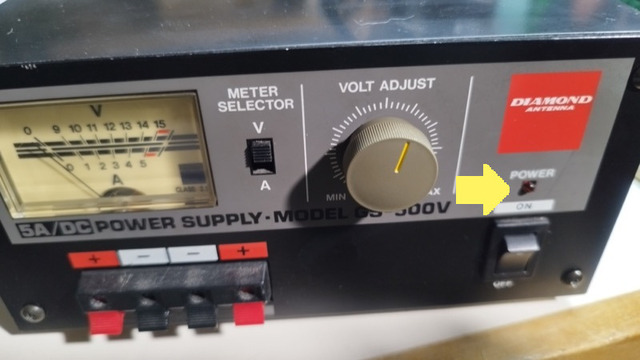 V
0 9 10 11 12 13 14 15
0 1 2 3 4 5
A
METER
SELECTOR
V
A
VOLT ADJUST
MIN
DIAMOND
ANTENNA
POWER
ON
5A/DC POWER SUPPLY·MODEL
+ − − +